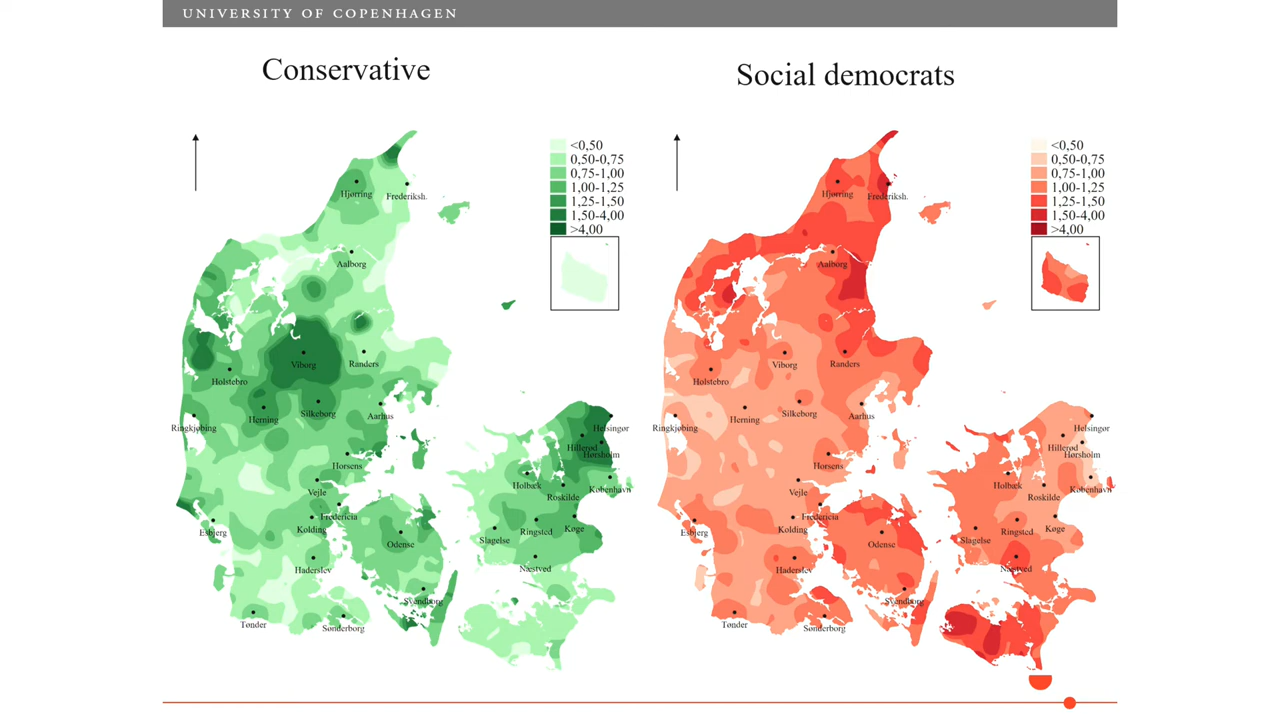 UNIVERSITY OF COPENHAGEN
Conservative
<0,50
0,50-0,75
0,75-1,00
1,00-1,25
1,25-1,50
1,50-4,00
>4,00
Hjørring
Frederiksh.
Aalborg
Viborg
Randers
Holstebro
Herning
Silkeborg
Aarhus
Ringkjøbing
Horsens
Vejle
Fredericia
Kolding
Esbjerg
Odense
Haderslev
Svendborg
Tønder
Sønderborg
Helsingør
Hillerød
Hørsholm
Holbæk
Roskilde
København
Slagelse
Ringsted
Køge
Næstved
Social democrats
<0,50
0,50-0,75
0,75-1,00
1,00-1,25
1,25-1,50
1,50-4,00
>4,00
Hjørring
Frederiksh.
Aalborg
Viborg
Randers
Holstebro
Herning
Silkeborg
Aarhus
Ringkjøbing
Horsens
Vejle
Fredericia
Kolding
Esbjerg
Odense
Haderslev
Svendborg
Tønder
Sønderborg
Helsingør
Hillerød
Hørsholm
Holbæk
Roskilde
København
Slagelse
Ringsted
Køge
Næstved